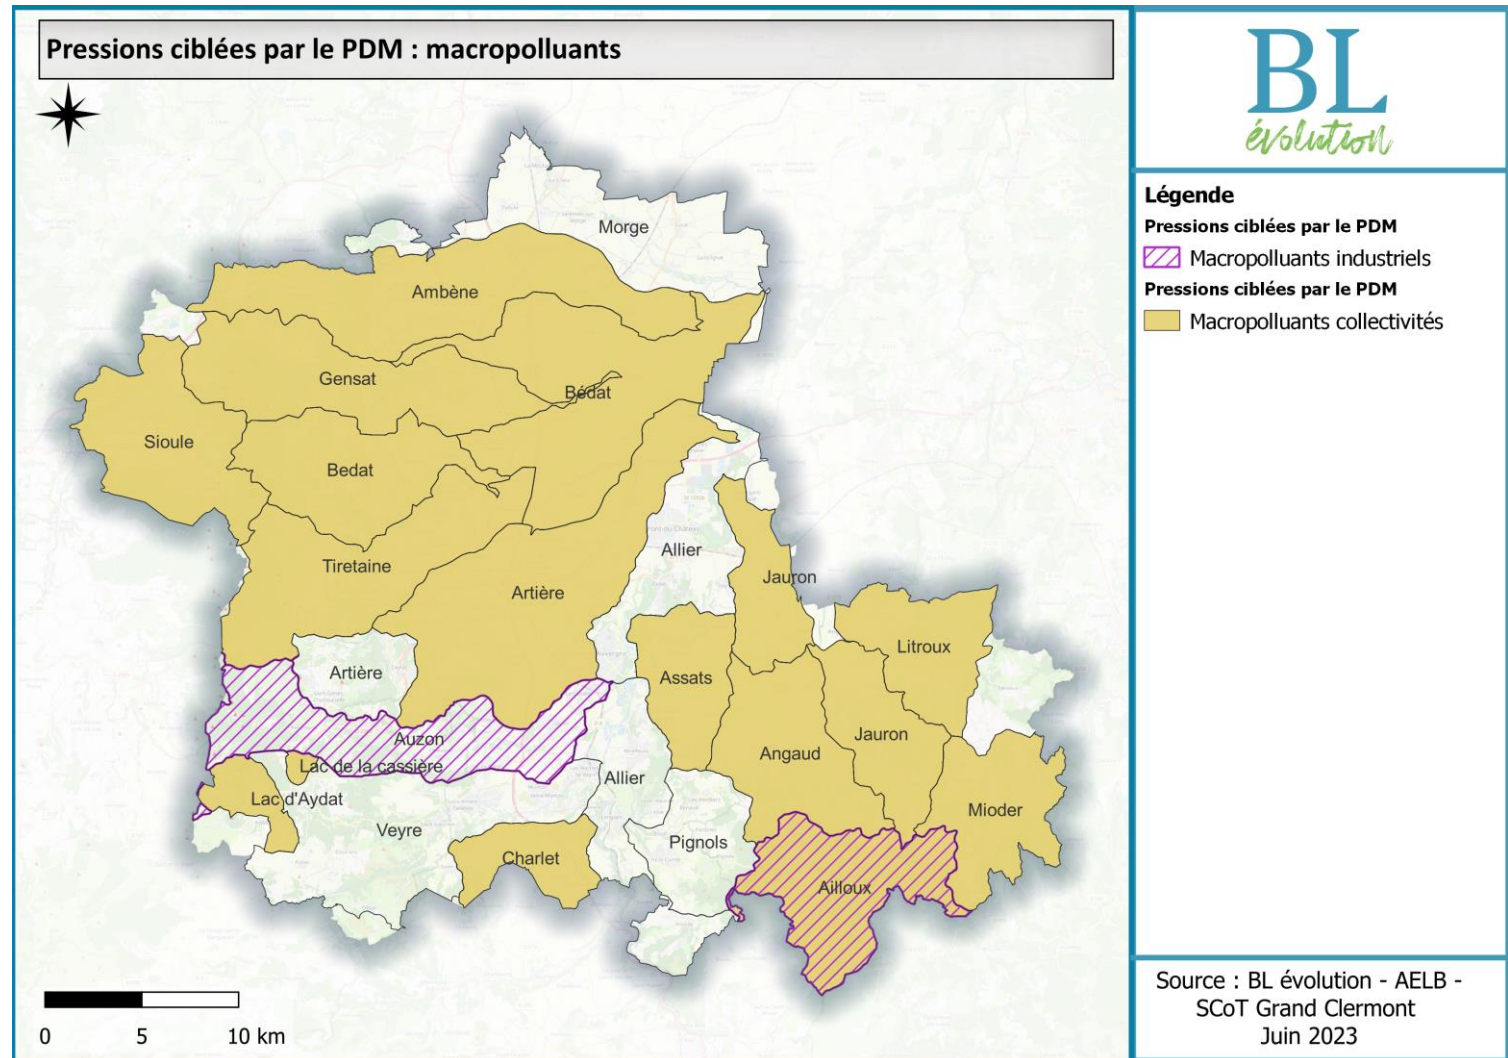 Pressions ciblées par le PDM : macropolluants
BL
évolution
Légende
Pressions ciblées par le PDM
Macropolluants industriels
Pressions ciblées par le PDM
Macropolluants collectivités
Morge
Ambène
Gensat
Bédat
Sioule
Bedat
Allier
Tiretaine
Jauron
Artière
Litroux
Artière
Assats
Jauron
Auzon
Angaud
Lac de la cassière
Allier
Lac d'Aydat
Mioder
Veyre
Pignols
Charlet
Ailloux
0 5 10 km
Source : BL évolution - AELB -
SCoT Grand Clermont
Juin 2023